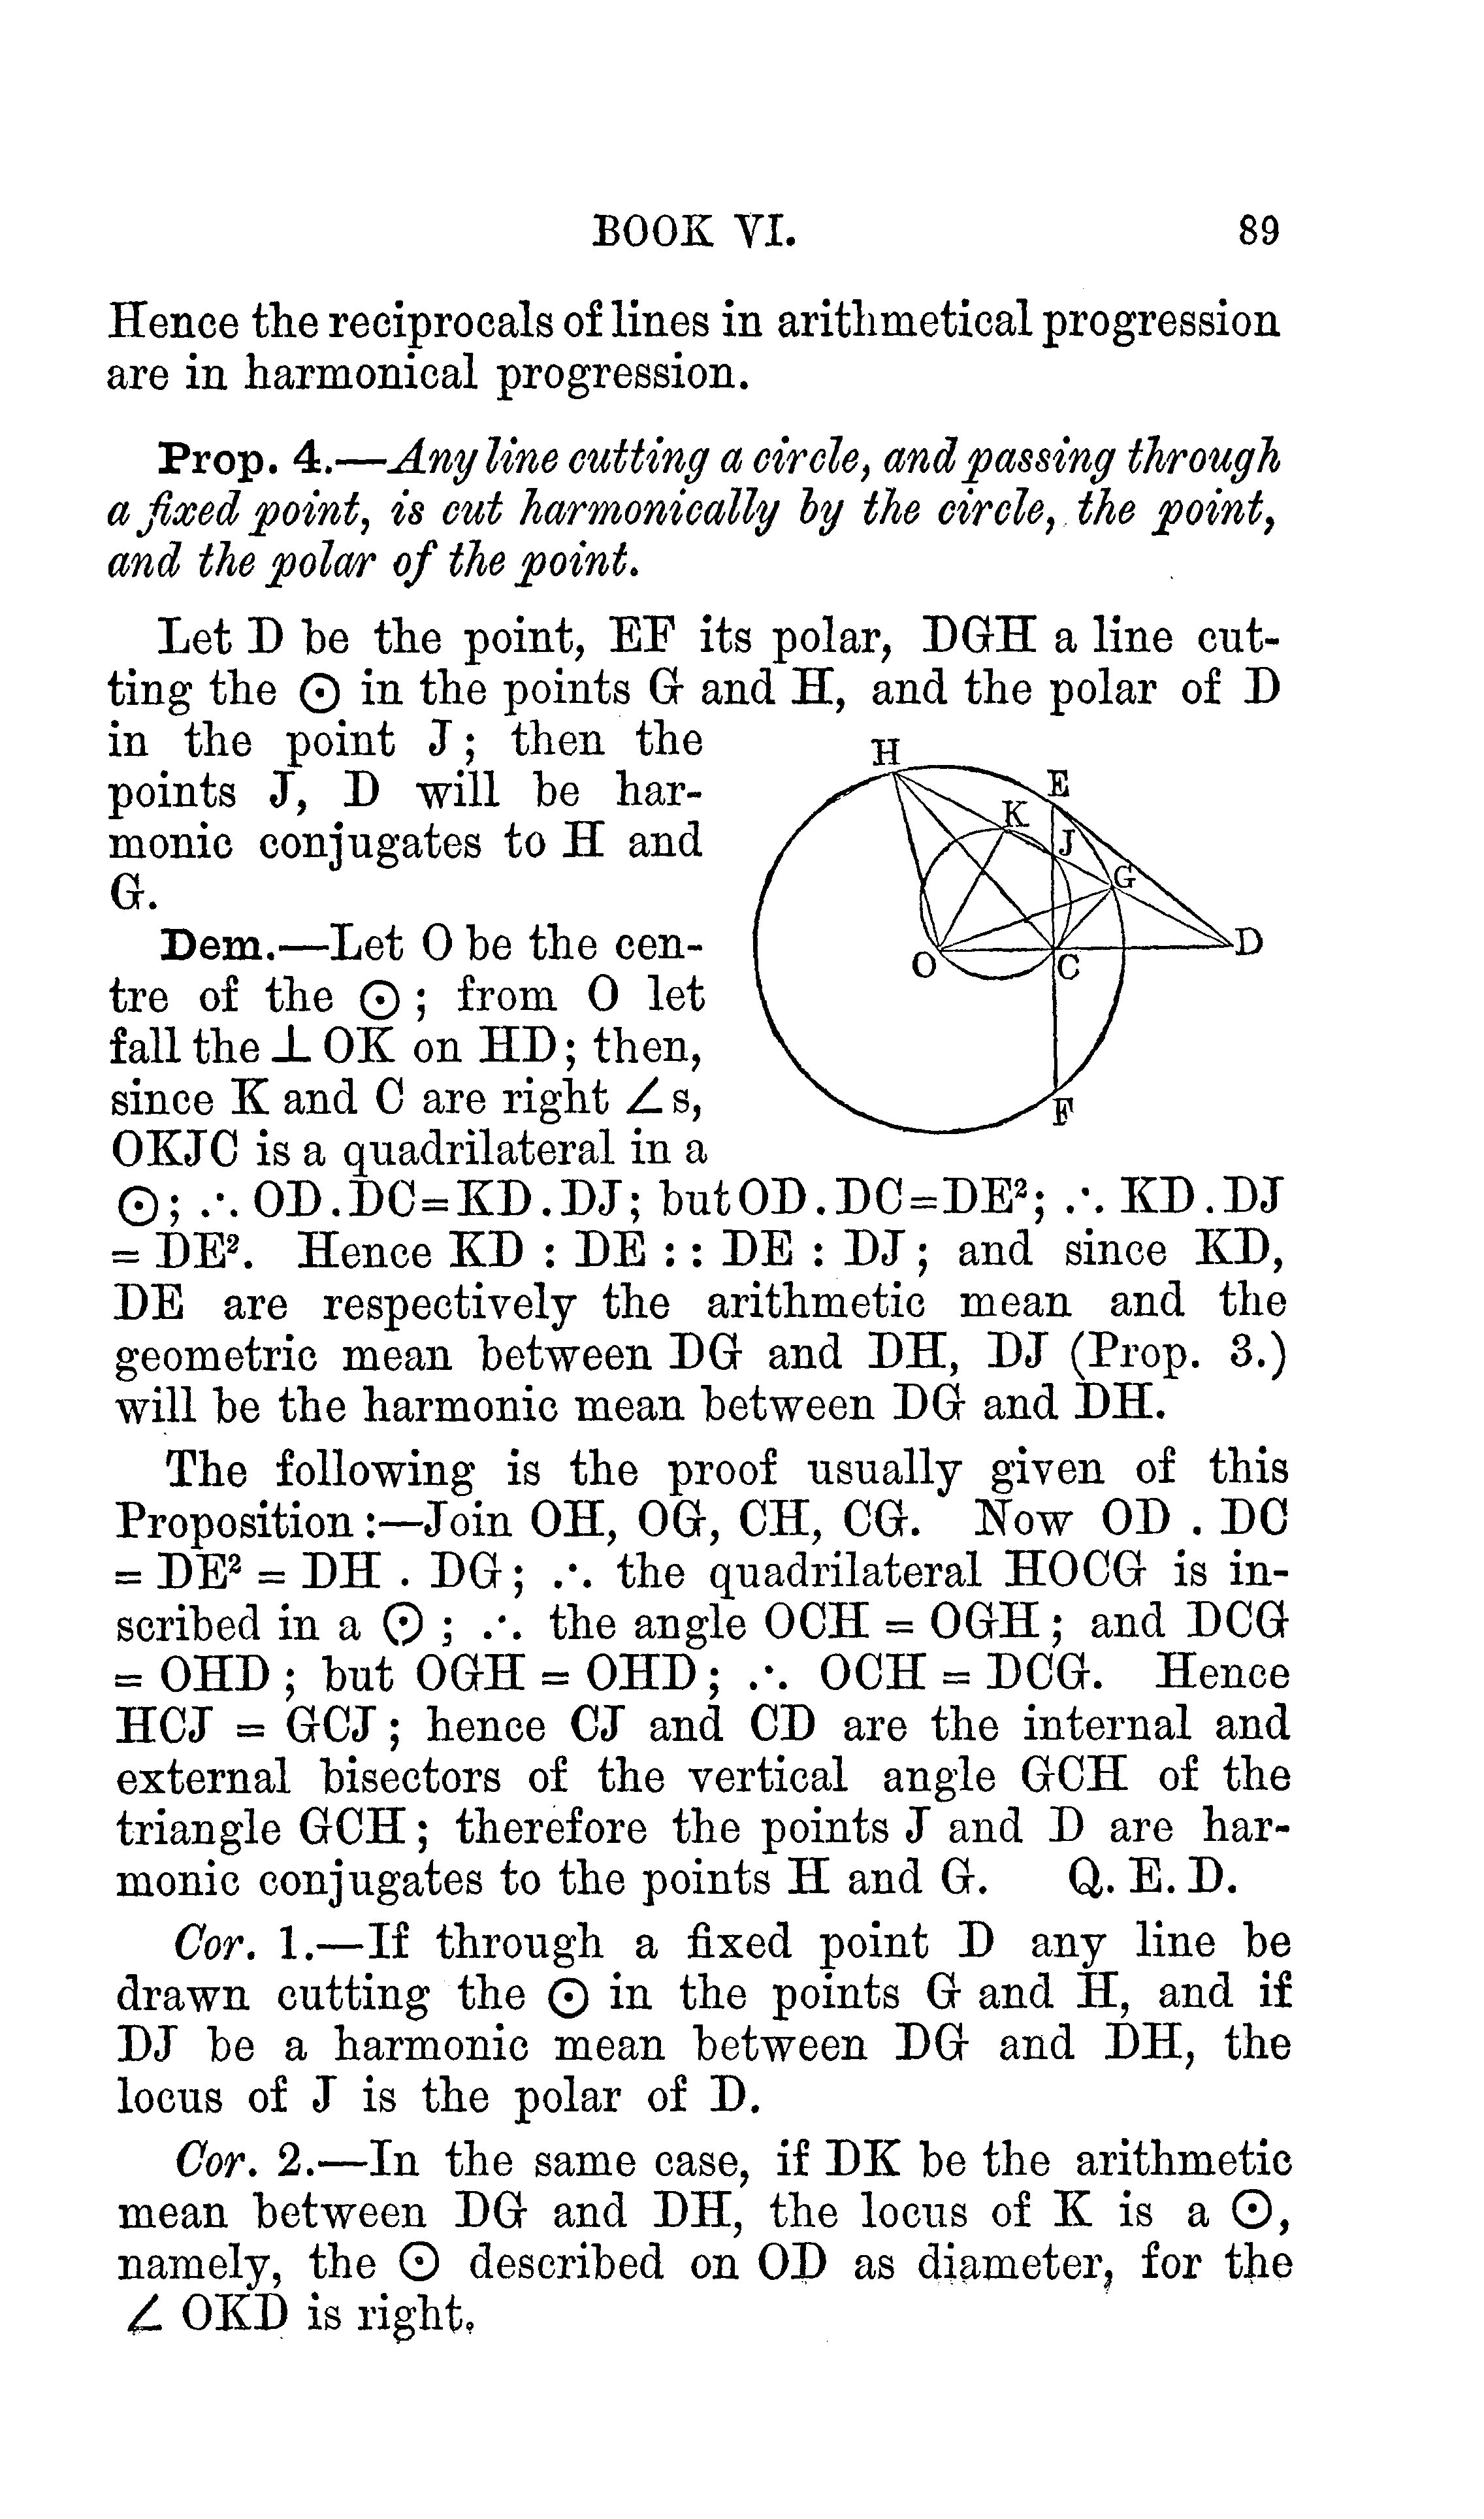 BOOK VI. 89
Hence the reciprocals of lines in arithmetical progression
are in harmonical progression.
Prop. 4.—Any line cutting a circle, and passing through
a fixed point, is cut harmonically by the circle, the point,
and the polar of the point.
Let D be the point, EF its polar, DGH a line cut-
ting the ⊙ in the points G and H, and the polar of D
in the point J; then the
points J, D will be har-
monic conjugates to H and
G.
Dem.—Let O be the cen-
tre of the ⊙; from O let
fall the ⊥ OK on HD; then,
since K and C are right ∠s,
OKJC is a quadrilateral in a
H
E
K
J
G
D
O
C
F
⊙; ∴ OD.DC=KD.DJ; but OD.DC=DE²; ∴ KD.DJ
= DE². Hence KD : DE :: DE : DJ; and since KD,
DE are respectively the arithmetic mean and the
geometric mean between DG and DH, DJ (Prop. 3.)
will be the harmonic mean between DG and DH.
The following is the proof usually given of this
Proposition:—Join OH, OG, CH, CG. Now OD . DC
= DE² = DH . DG; ∴ the quadrilateral HOCG is in-
scribed in a ⊙; ∴ the angle OCH = OGH; and DCG
= OHD; but OGH = OHD; ∴ OCH = DCG. Hence
HCJ = GCJ; hence CJ and CD are the internal and
external bisectors of the vertical angle GCH of the
triangle GCH; therefore the points J and D are har-
monic conjugates to the points H and G. Q. E. D.
Cor. 1.—If through a fixed point D any line be
drawn cutting the ⊙ in the points G and H, and if
DJ be a harmonic mean between DG and DH, the
locus of J is the polar of D.
Cor. 2.—In the same case, if DK be the arithmetic
mean between DG and DH, the locus of K is a ⊙,
namely, the ⊙ described on OD as diameter, for the
∠ OKD is right.